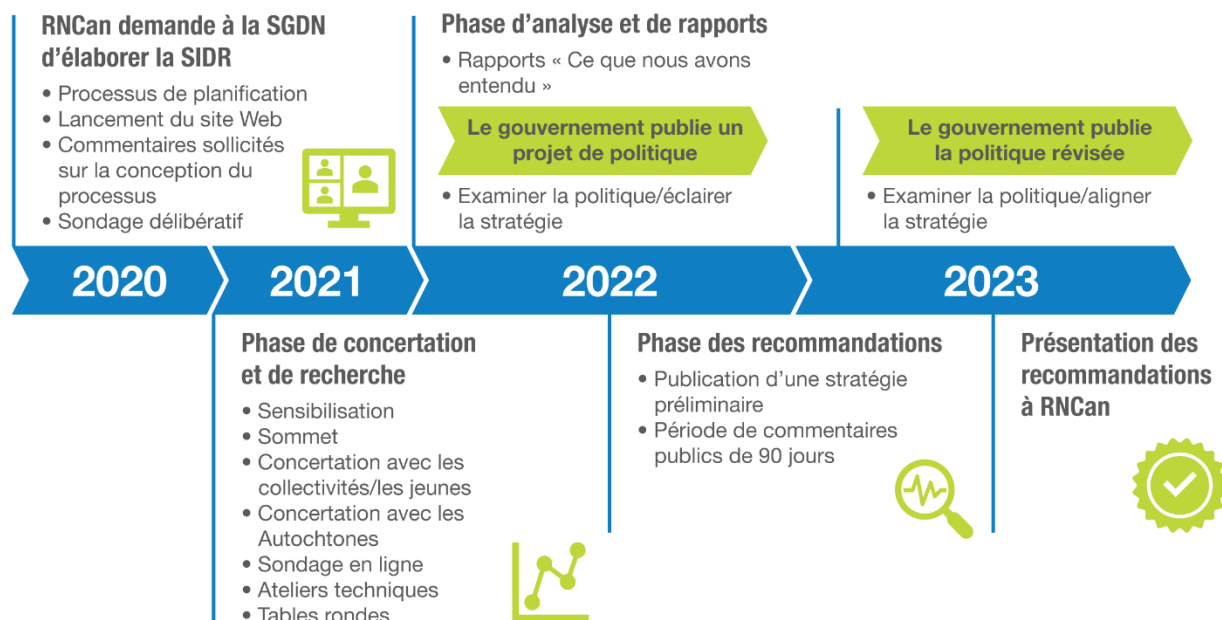 RNCan demande à la SGDN
d’élaborer la SIDR
• Processus de planification
• Lancement du site Web
• Commentaires sollicités
sur la conception du
processus
• Sondage délibératif
Phase d’analyse et de rapports
• Rapports « Ce que nous avons
entendu »
Le gouvernement publie un
projet de politique
• Examiner la politique/éclairer
la stratégie
Le gouvernement publie
la politique révisée
• Examiner la politique/aligner
la stratégie
2020
2021
2022
2023
Phase de concertation
et de recherche
• Sensibilisation
• Sommet
• Concertation avec les
collectivités/les jeunes
• Concertation avec les
Autochtones
• Sondage en ligne
• Ateliers techniques
• Tables rondes
Phase des recommandations
• Publication d’une stratégie
préliminaire
• Période de commentaires
publics de 90 jours
Présentation des
recommandations
à RNCan